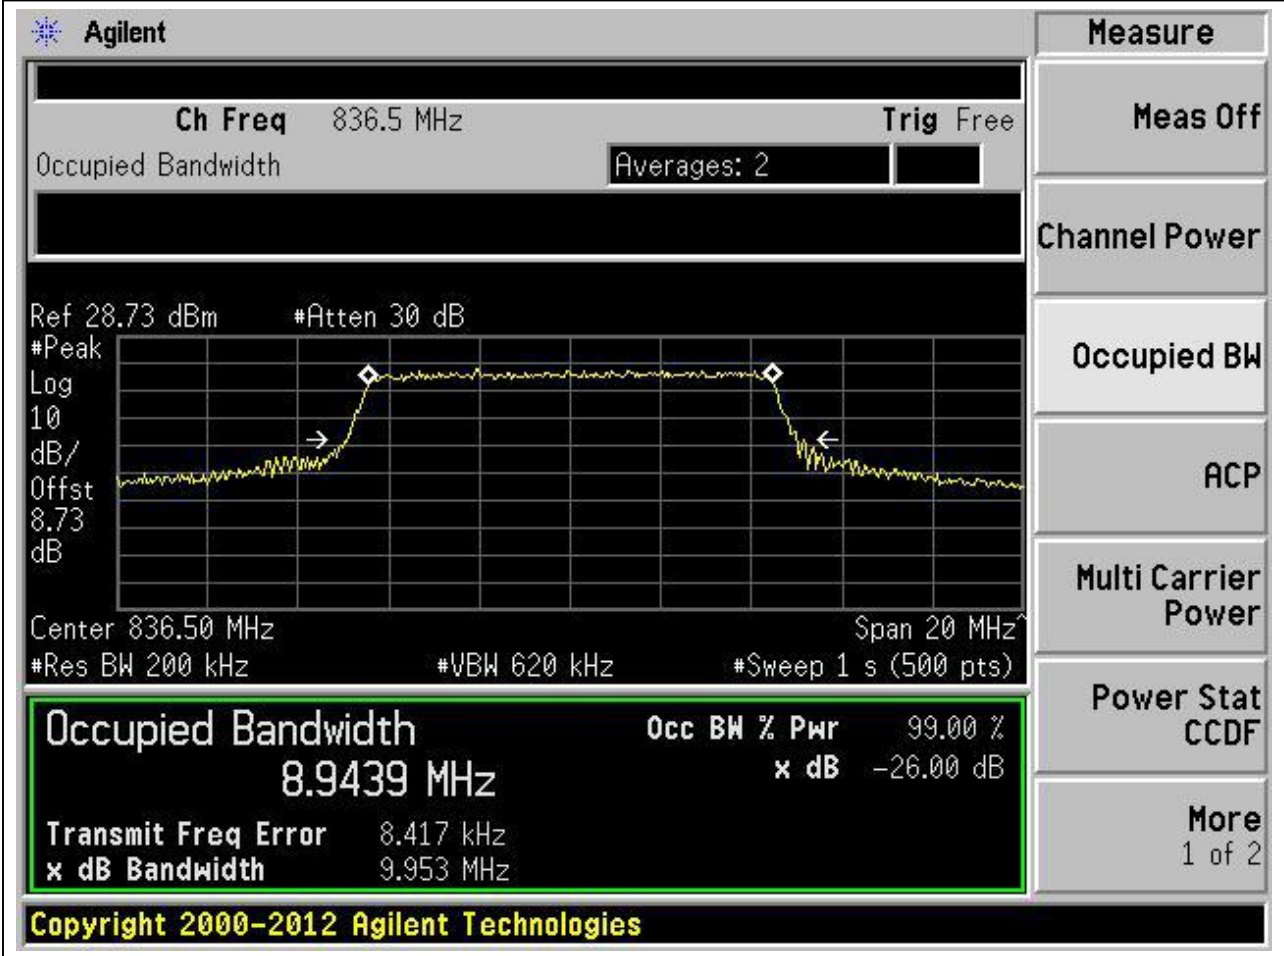 Agilent
Measure
Ch Freq 836.5 MHz Trig Free
Occupied Bandwidth Averages: 2
Meas Off
Channel Power
Ref 28.73 dBm #Atten 30 dB
#Peak
Log
10
dB/
Offst
8.73
dB
Occupied BW
ACP
Center 836.50 MHz Span 20 MHz^
#Res BW 200 kHz #VBW 620 kHz #Sweep 1 s (500 pts)
Multi Carrier
Power
Occupied Bandwidth Occ BW % Pwr 99.00 %
8.9439 MHz x dB -26.00 dB
Transmit Freq Error 8.417 kHz
x dB Bandwidth 9.953 MHz
Power Stat
CCDF
More
1 of 2
Copyright 2000-2012 Agilent Technologies